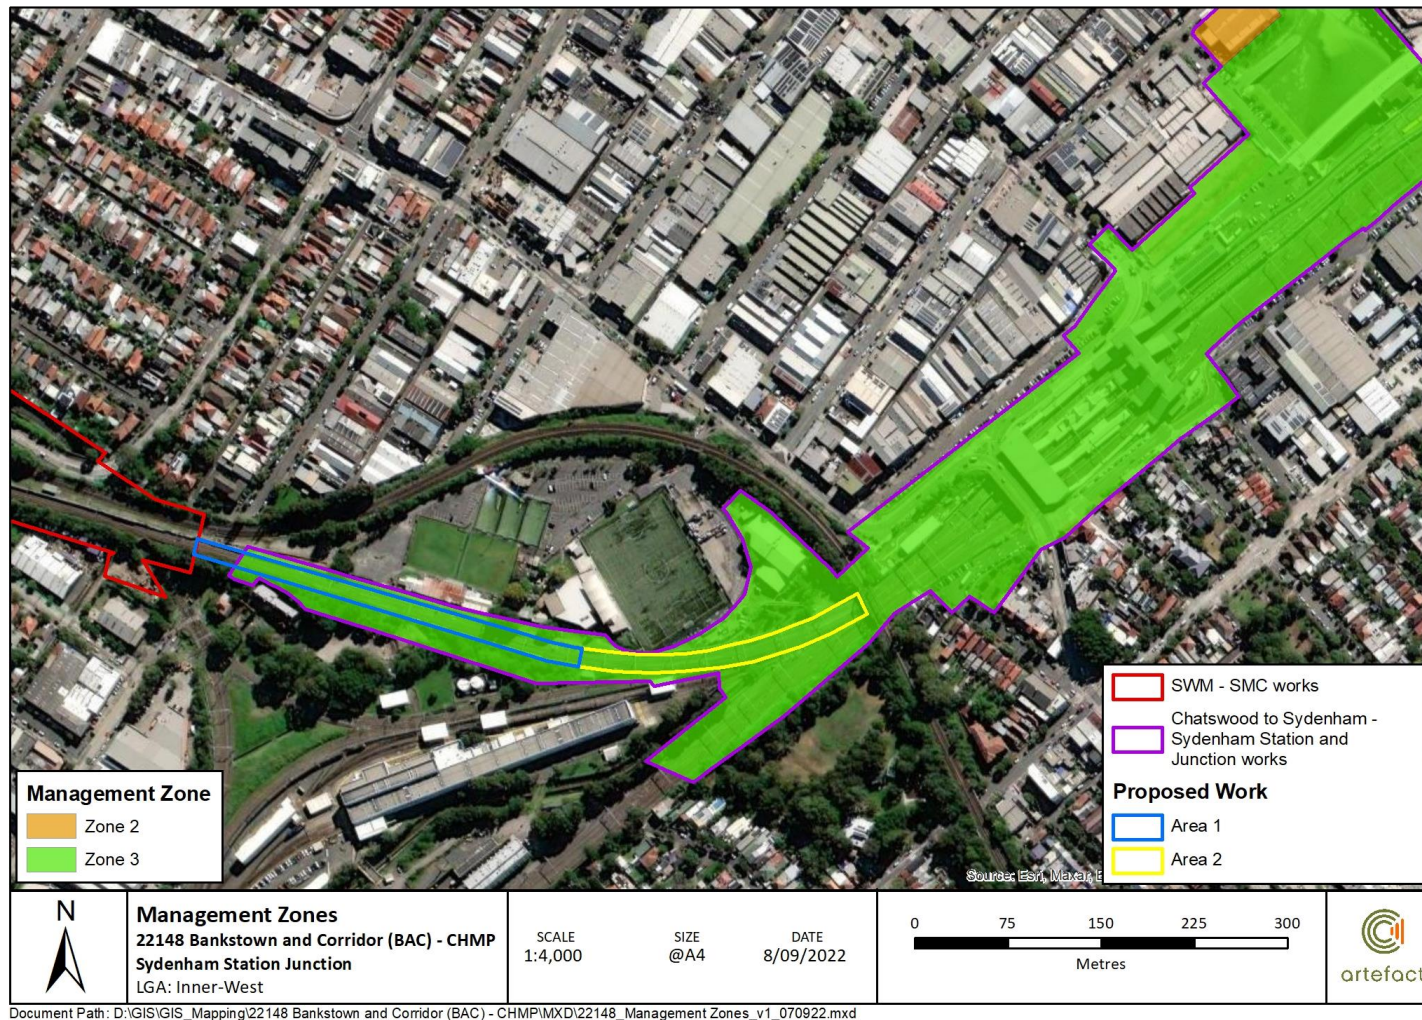 Source: Esri, Maxar, E
SWM - SMC works
Chatswood to Sydenham -
Sydenham Station and
Junction works
Proposed Work
Area 1
Area 2
Management Zone
Zone 2
Zone 3
N
Management Zones
22148 Bankstown and Corridor (BAC) - CHMP
Sydenham Station Junction
LGA: Inner-West
SCALE
1:4,000
SIZE
@A4
DATE
8/09/2022
0 75 150 225 300
Metres
artefact
Document Path: D:\GIS\GIS_Mapping\22148 Bankstown and Corridor (BAC) - CHMP\MXD\22148_Management Zones_v1_070922.mxd